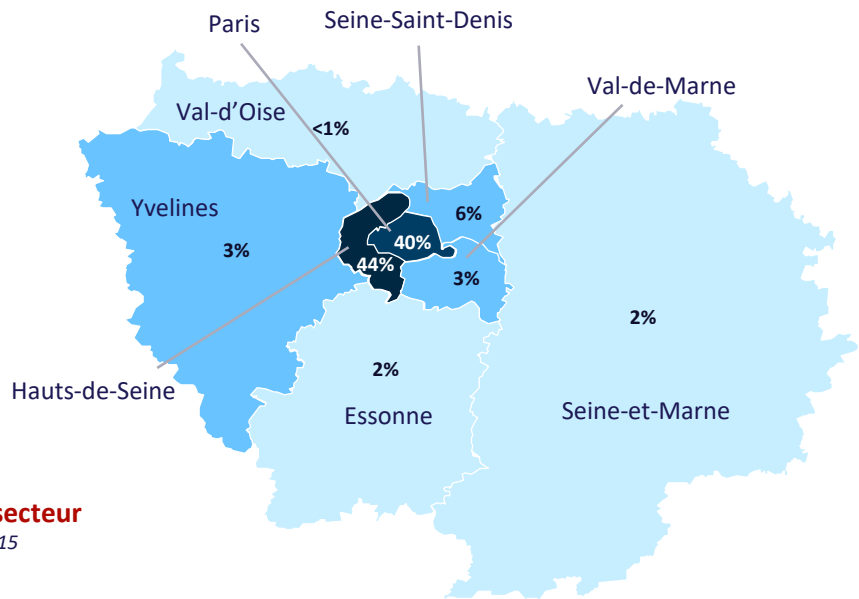 Paris
Seine-Saint-Denis
Val-de-Marne
Val-d’Oise
<1%
Yvelines
6%
3%
40%
44%
3%
2%
2%
Hauts-de-Seine
Essonne
Seine-et-Marne
secteur
15